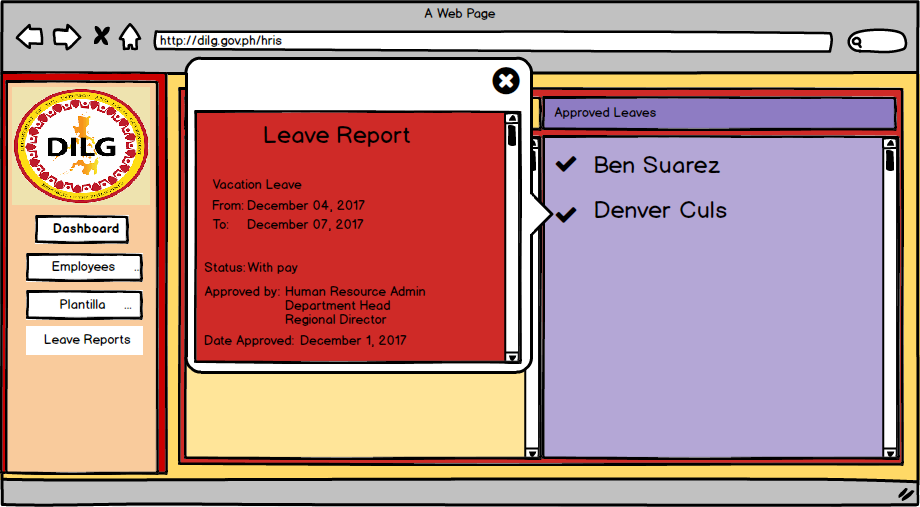 A Web Page
http://dilg.gov.ph/hris
DILG
Dashboard
Employees ...
Plantilla ...
Leave Reports
Leave Report
Vacation Leave
From: December 04, 2017
To: December 07, 2017
Status: With pay
Approved by: Human Resource Admin
Department Head
Regional Director
Date Approved: December 1, 2017
Approved Leaves
Ben Suarez
Denver Culs